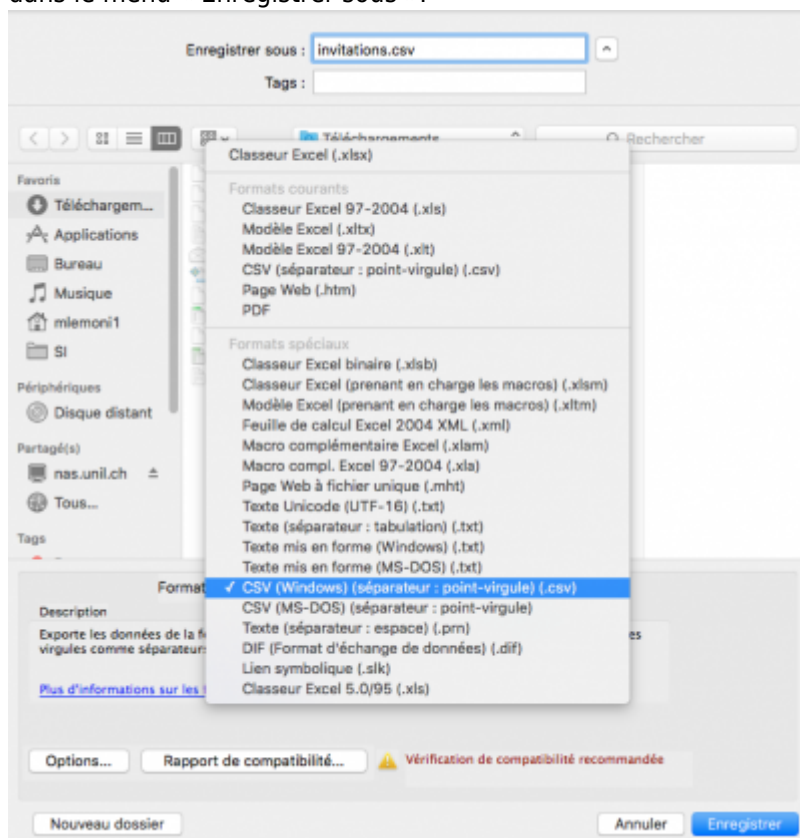 dans le menu « Enregistrer sous » :
Enregistrer sous : invitations.csv
Tags :
Téléchargements
Rechercher
Classeur Excel (.xlsx)
Favoris
Téléchargem...
Applications
Bureau
Musique
mlemoni1
SI
Périphériques
Disque distant
Partagé(s)
nas.unil.ch
Tous...
Tags
Formats courants
Classeur Excel 97-2004 (.xls)
Modèle Excel (.xltx)
Modèle Excel 97-2004 (.xlt)
CSV (séparateur : point-virgule) (.csv)
Page Web (.htm)
PDF
Formats spéciaux
Classeur Excel binaire (.xlsb)
Classeur Excel (prenant en charge les macros) (.xlsm)
Modèle Excel (prenant en charge les macros) (.xltm)
Feuille de calcul Excel 2004 XML (.xml)
Macro complémentaire Excel (.xlam)
Macro compl. Excel 97-2004 (.xla)
Page Web à fichier unique (.mht)
Texte Unicode (UTF-16) (.txt)
Texte (séparateur : tabulation) (.txt)
Texte mis en forme (Windows) (.txt)
Texte mis en forme (MS-DOS) (.txt)
Format ✓ CSV (Windows) (séparateur : point-virgule) (.csv)
CSV (MS-DOS) (séparateur : point-virgule)
Texte (séparateur : espace) (.prn)
DIF (Format d'échange de données) (.dif)
Lien symbolique (.slk)
Classeur Excel 5.0/95 (.xls)
Description
Exporte les données de la es
virgules comme séparateur
Plus d'informations sur les
Options... Rapport de compatibilité... Vérification de compatibilité recommandée
Nouveau dossier Annuler Enregistrer